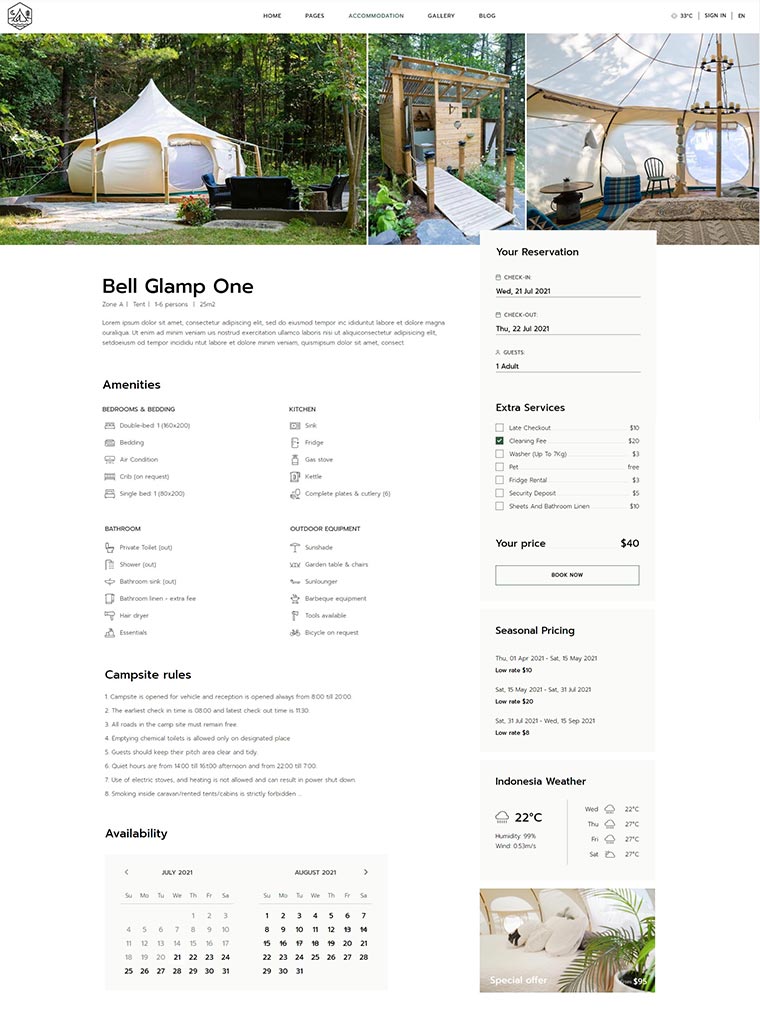 HOME PAGES ACCOMMODATION GALLERY BLOG
33°C | SIGN IN | EN
Bell Glamp One
Zone A | Tent | 1-6 persons | 25m2
Lorem ipsum dolor sit amet, consectetur adipiscing elit, sed do eiusmod tempor inc ididuntut labore et dolore magna
ouraliqua. Ut enim ad minim veniam uis nostrud exercitation ullamco laboris nisi ut aliquiconsectetur adipiscing elit,
setdoeiusm od tempor incididu ntut labore et dolore minim veniam, quismipsum dolor sit amet, consect
Amenities
BEDROOMS & BEDDING
Double-bed: 1 (160x200)
Bedding
Air Condition
Crib (on request)
Single bed: 1 (80x200)
KITCHEN
Sink
Fridge
Gas stove
Kettle
Complete plates & cutlery (6)
BATHROOM
Private Toilet (out)
Shower (out)
Bathroom sink (out)
Bathroom linen - extra fee
Hair dryer
Essentials
OUTDOOR EQUIPMENT
Sunshade
Garden table & chairs
Sunlounger
Barbeque equipment
Tools available
Bicycle on request
Campsite rules
1. Campsite is opened for vehicle and reception is opened always from 8:00 till 20:00.
2. The earliest check in time is 08:00 and latest check out time is 11:30.
3. All roads in the camp site must remain free.
4. Emptying chemical toilets is allowed only on designated place.
5. Guests should keep their pitch area clear and tidy.
6. Quiet hours are from 14:00 till 16:00 afternoon and from 22:00 till 7:00.
7. Use of electric stoves, and heating is not allowed and can result in power shut down.
8. Smoking inside caravan/rented tents/cabins is strictly forbidden ...
Availability
JULY 2021
Su Mo Tu We Th Fr Sa
1 2 3
4 5 6 7 8 9 10
11 12 13 14 15 16 17
18 19 20 21 22 23 24
25 26 27 28 29 30 31
AUGUST 2021
Su Mo Tu We Th Fr Sa
1 2 3 4 5 6 7
8 9 10 11 12 13 14
15 16 17 18 19 20 21
22 23 24 25 26 27 28
29 30 31
Your Reservation
CHECK-IN:
Wed, 21 Jul 2021
CHECK-OUT:
Thu, 22 Jul 2021
GUESTS:
1 Adult
Extra Services
Late Checkout $10
Cleaning Fee $20
Washer (Up To 7Kg) $3
Pet free
Fridge Rental $3
Security Deposit $5
Sheets And Bathroom Linen $10
Your price $40
BOOK NOW
Seasonal Pricing
Thu, 01 Apr 2021 - Sat, 15 May 2021
Low rate $10
Sat, 15 May 2021 - Sat, 31 Jul 2021
Low rate $20
Sat, 31 Jul 2021 - Wed, 15 Sep 2021
Low rate $8
Indonesia Weather
22°C
Humidity: 99%
Wind: 0.53m/s
Wed 22°C
Thu 27°C
Fri 27°C
Sat 27°C
Special offer
From $95